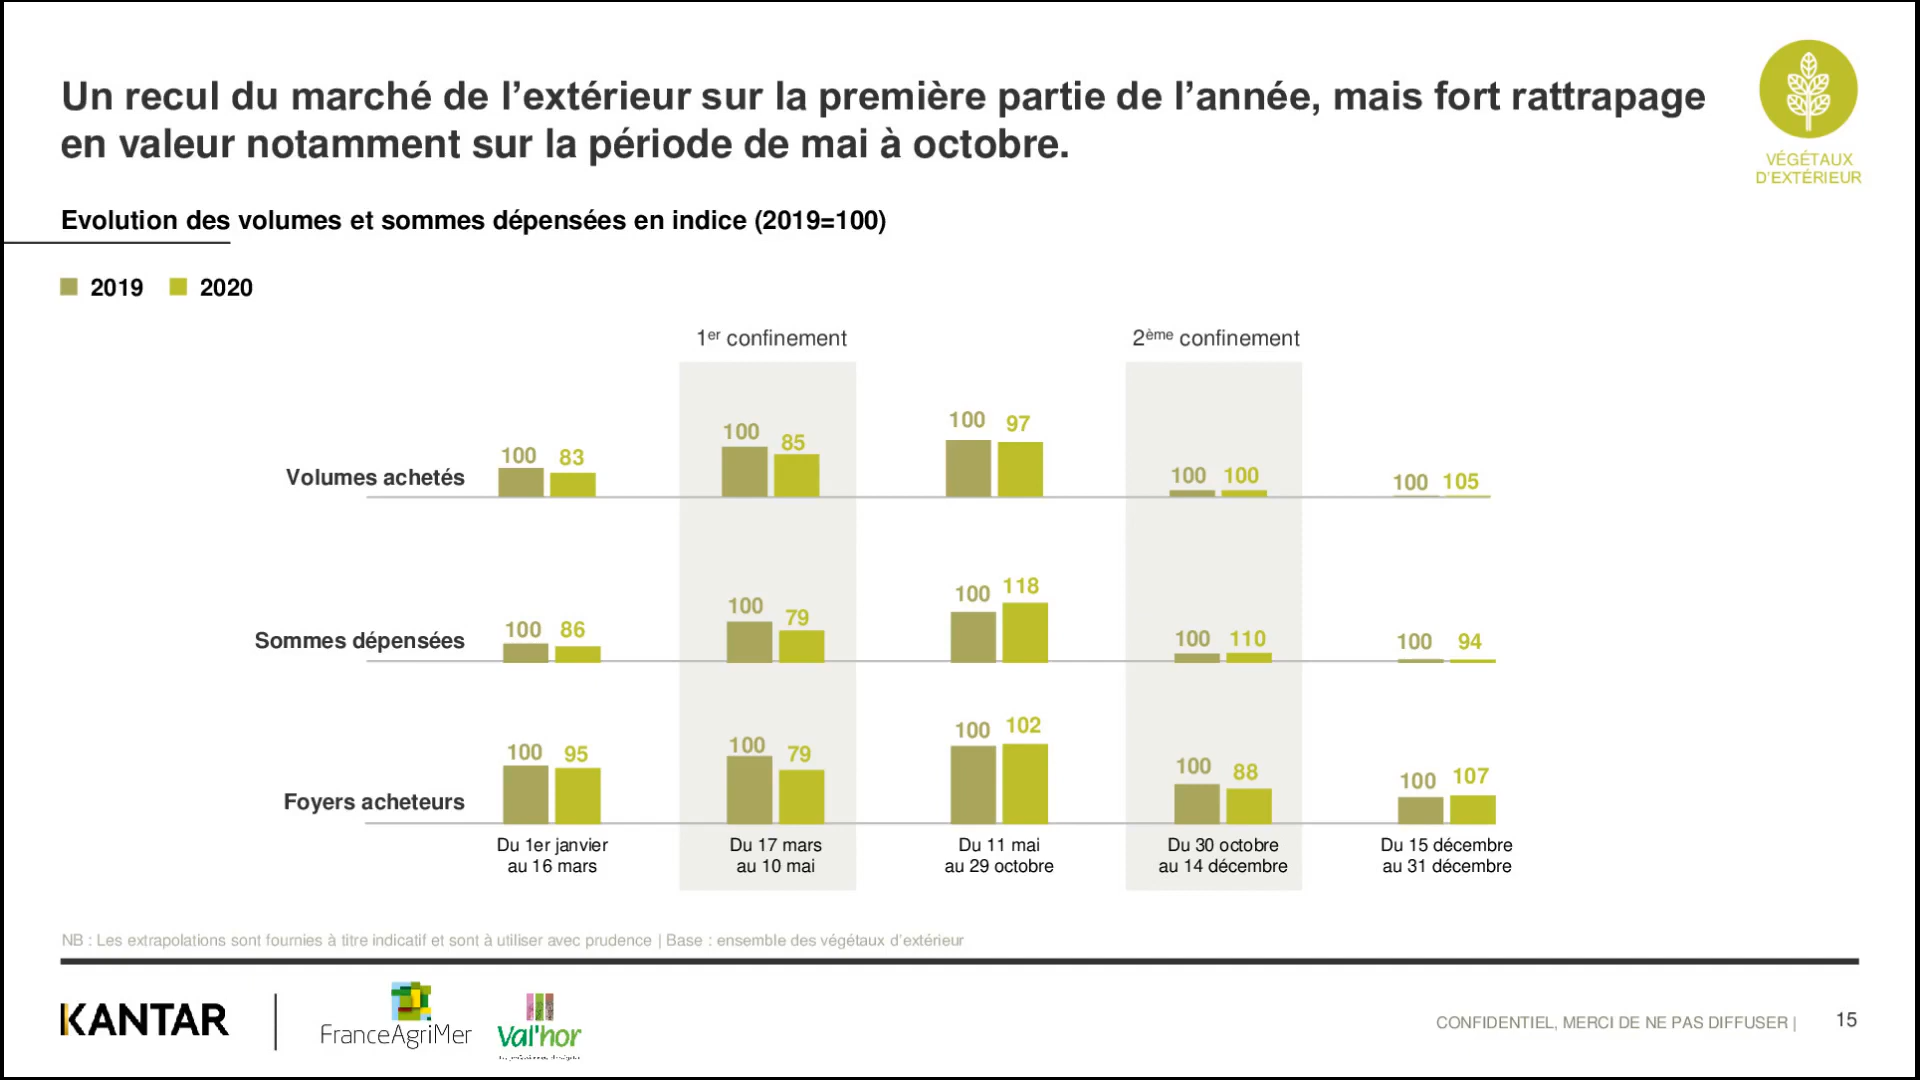 Un recul du marché de l’extérieur sur la première partie de l’année, mais fort rattrapage
en valeur notamment sur la période de mai à octobre.
VÉGÉTAUX
D’EXTÉRIEUR
Evolution des volumes et sommes dépensées en indice (2019=100)
2019 2020
1er confinement 2ème confinement
Volumes achetés 100 83 100 85 100 97 100 100 100 105
Sommes dépensées 100 86 100 79 100 118 100 110 100 94
Foyers acheteurs 100 95 100 79 100 102 100 88 100 107
Du 1er janvier Du 17 mars Du 11 mai Du 30 octobre Du 15 décembre
au 16 mars au 10 mai au 29 octobre au 14 décembre au 31 décembre
NB : Les extrapolations sont fournies à titre indicatif et sont à utiliser avec prudence | Base : ensemble des végétaux d’extérieur
KANTAR
FranceAgriMer
Val'hor
CONFIDENTIEL, MERCI DE NE PAS DIFFUSER | 15